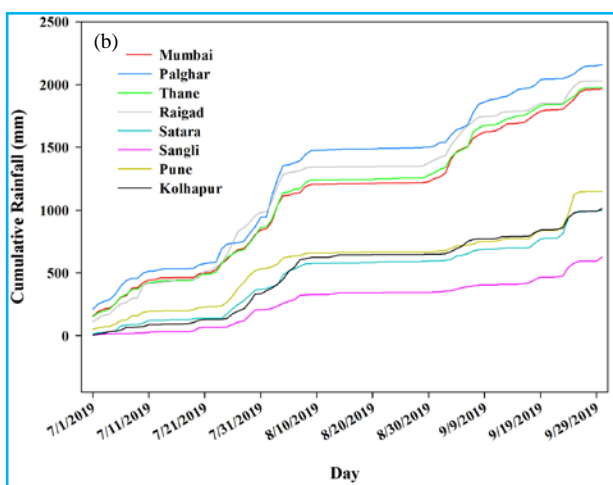 (b)
Mumbai
Palghar
Thane
Raigad
Satara
Sangli
Pune
Kolhapur
Cumulative Rainfall (mm)
2500
2000
1500
1000
500
0
7/1/2019
7/11/2019
7/21/2019
7/31/2019
8/10/2019
8/20/2019
8/30/2019
9/9/2019
9/19/2019
9/29/2019
Day